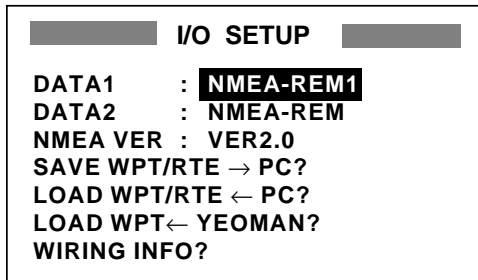 I/O SETUP
DATA1 : NMEA-REM1
DATA2 : NMEA-REM
NMEA VER : VER2.0
SAVE WPT/RTE → PC?
LOAD WPT/RTE ← PC?
LOAD WPT← YEOMAN?
WIRING INFO?